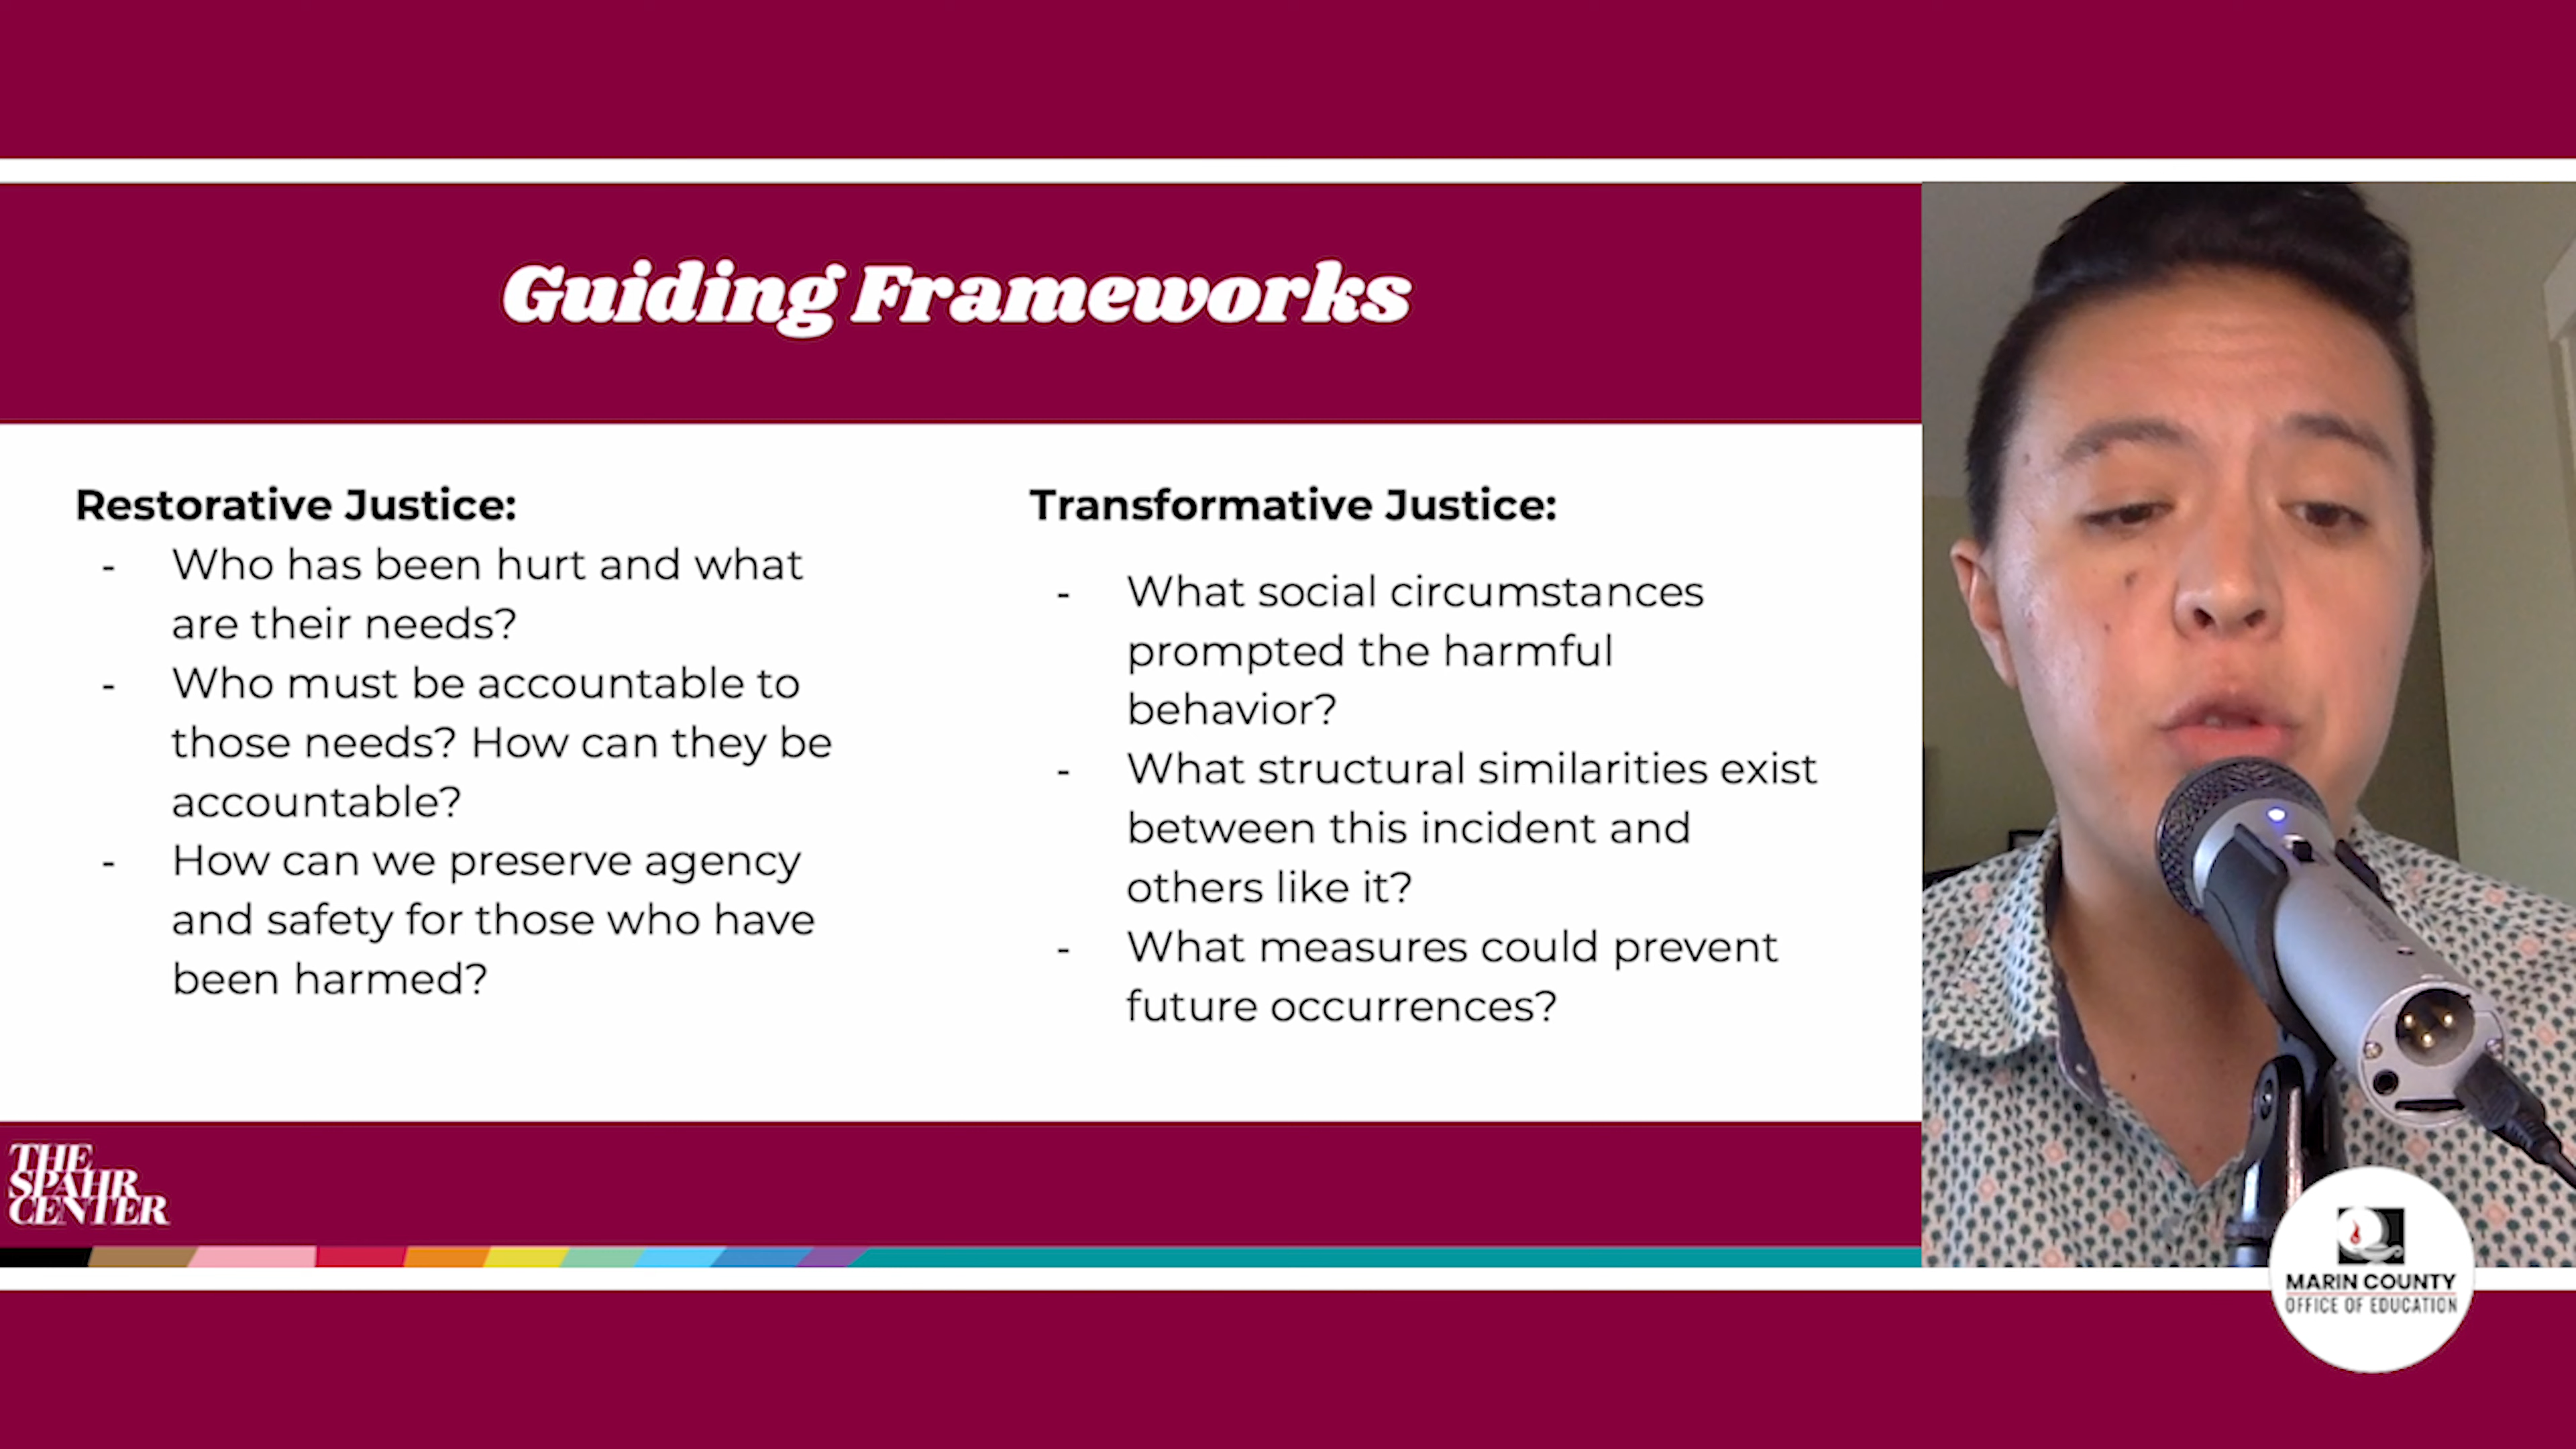 Guiding Frameworks
Restorative Justice:
- Who has been hurt and what
are their needs?
- Who must be accountable to
those needs? How can they be
accountable?
- How can we preserve agency
and safety for those who have
been harmed?
Transformative Justice:
- What social circumstances
prompted the harmful
behavior?
- What structural similarities exist
between this incident and
others like it?
- What measures could prevent
future occurrences?
THE
SPAHR
CENTER
MARIN COUNTY
OFFICE OF EDUCATION